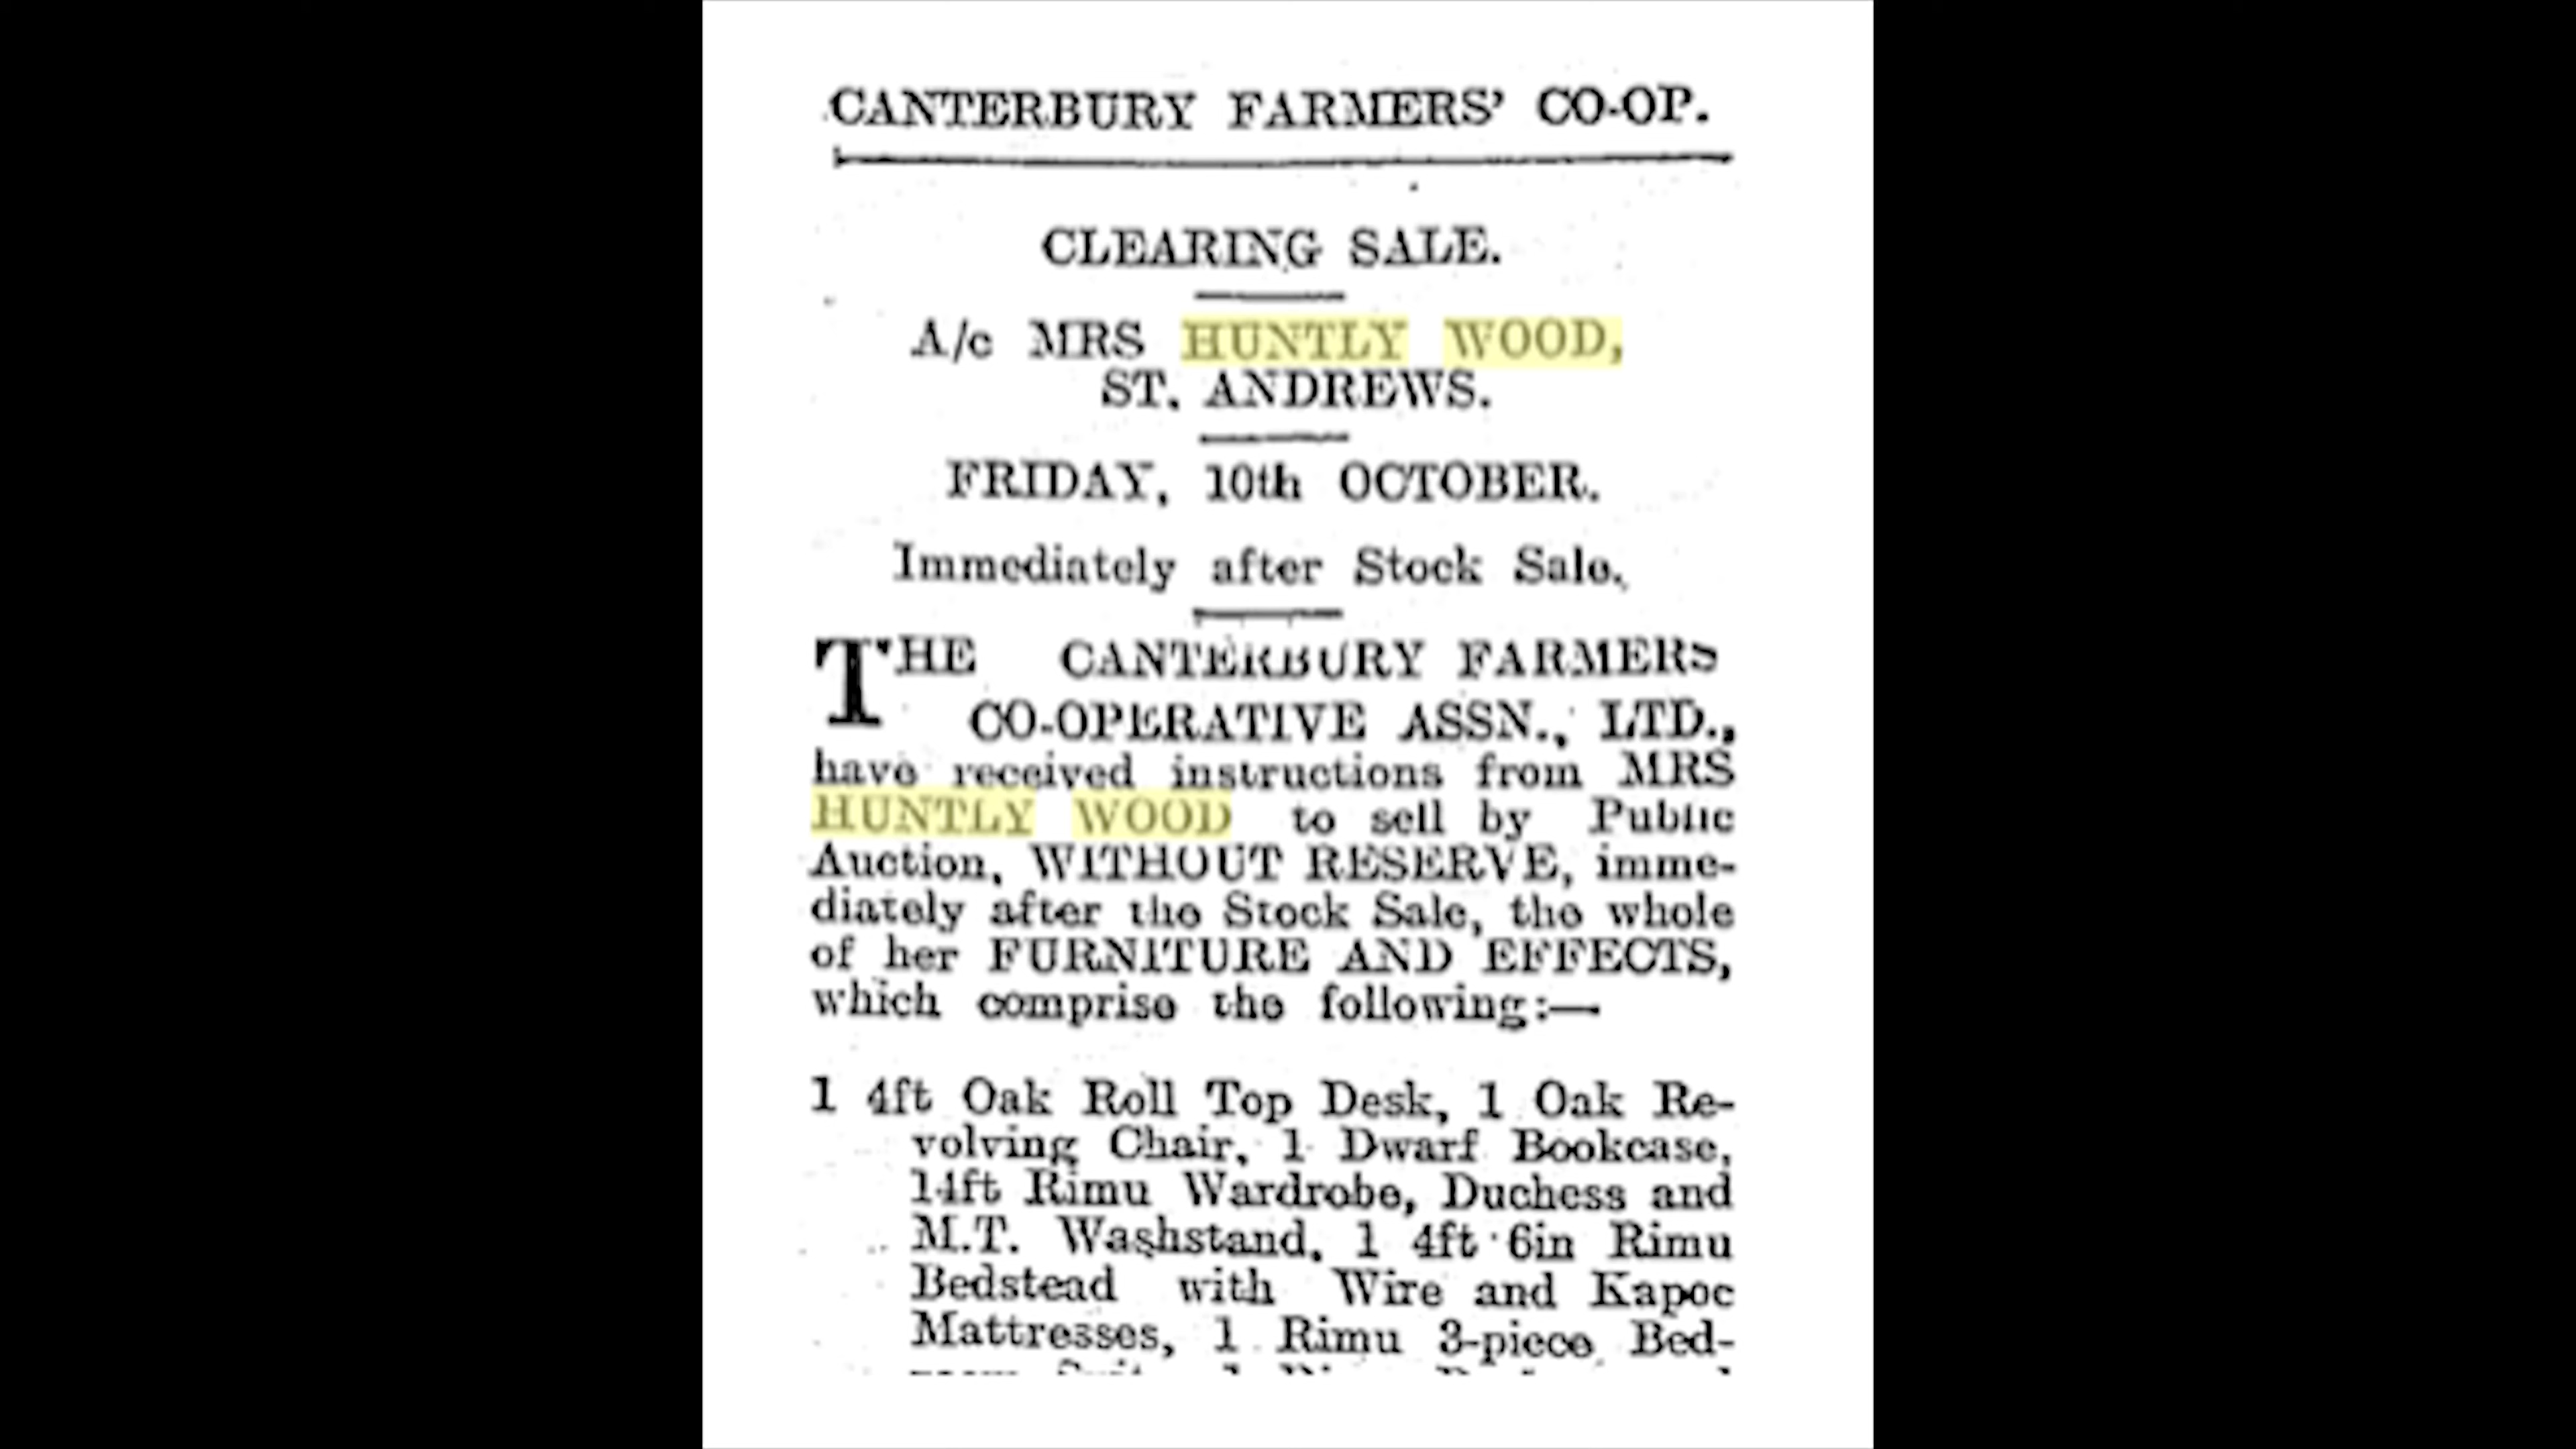 CANTERBURY FARMERS' CO-OP.
CLEARING SALE.
A/c MRS HUNTLY WOOD,
ST. ANDREWS.
FRIDAY, 10th OCTOBER.
Immediately after Stock Sale.
THE CANTERBURY FARMERS
CO-OPERATIVE ASSN., LTD.,
have received instructions from MRS
HUNTLY WOOD to sell by Public
Auction, WITHOUT RESERVE, imme-
diately after the Stock Sale, the whole
of her FURNITURE AND EFFECTS,
which comprise the following:—
1 4ft Oak Roll Top Desk, 1 Oak Re-
volving Chair, 1 Dwarf Bookcase,
14ft Rimu Wardrobe, Duchess and
M.T. Washstand, 1 4ft 6in Rimu
Bedstead with Wire and Kapoc
Mattresses, 1 Rimu 3-piece Bed-